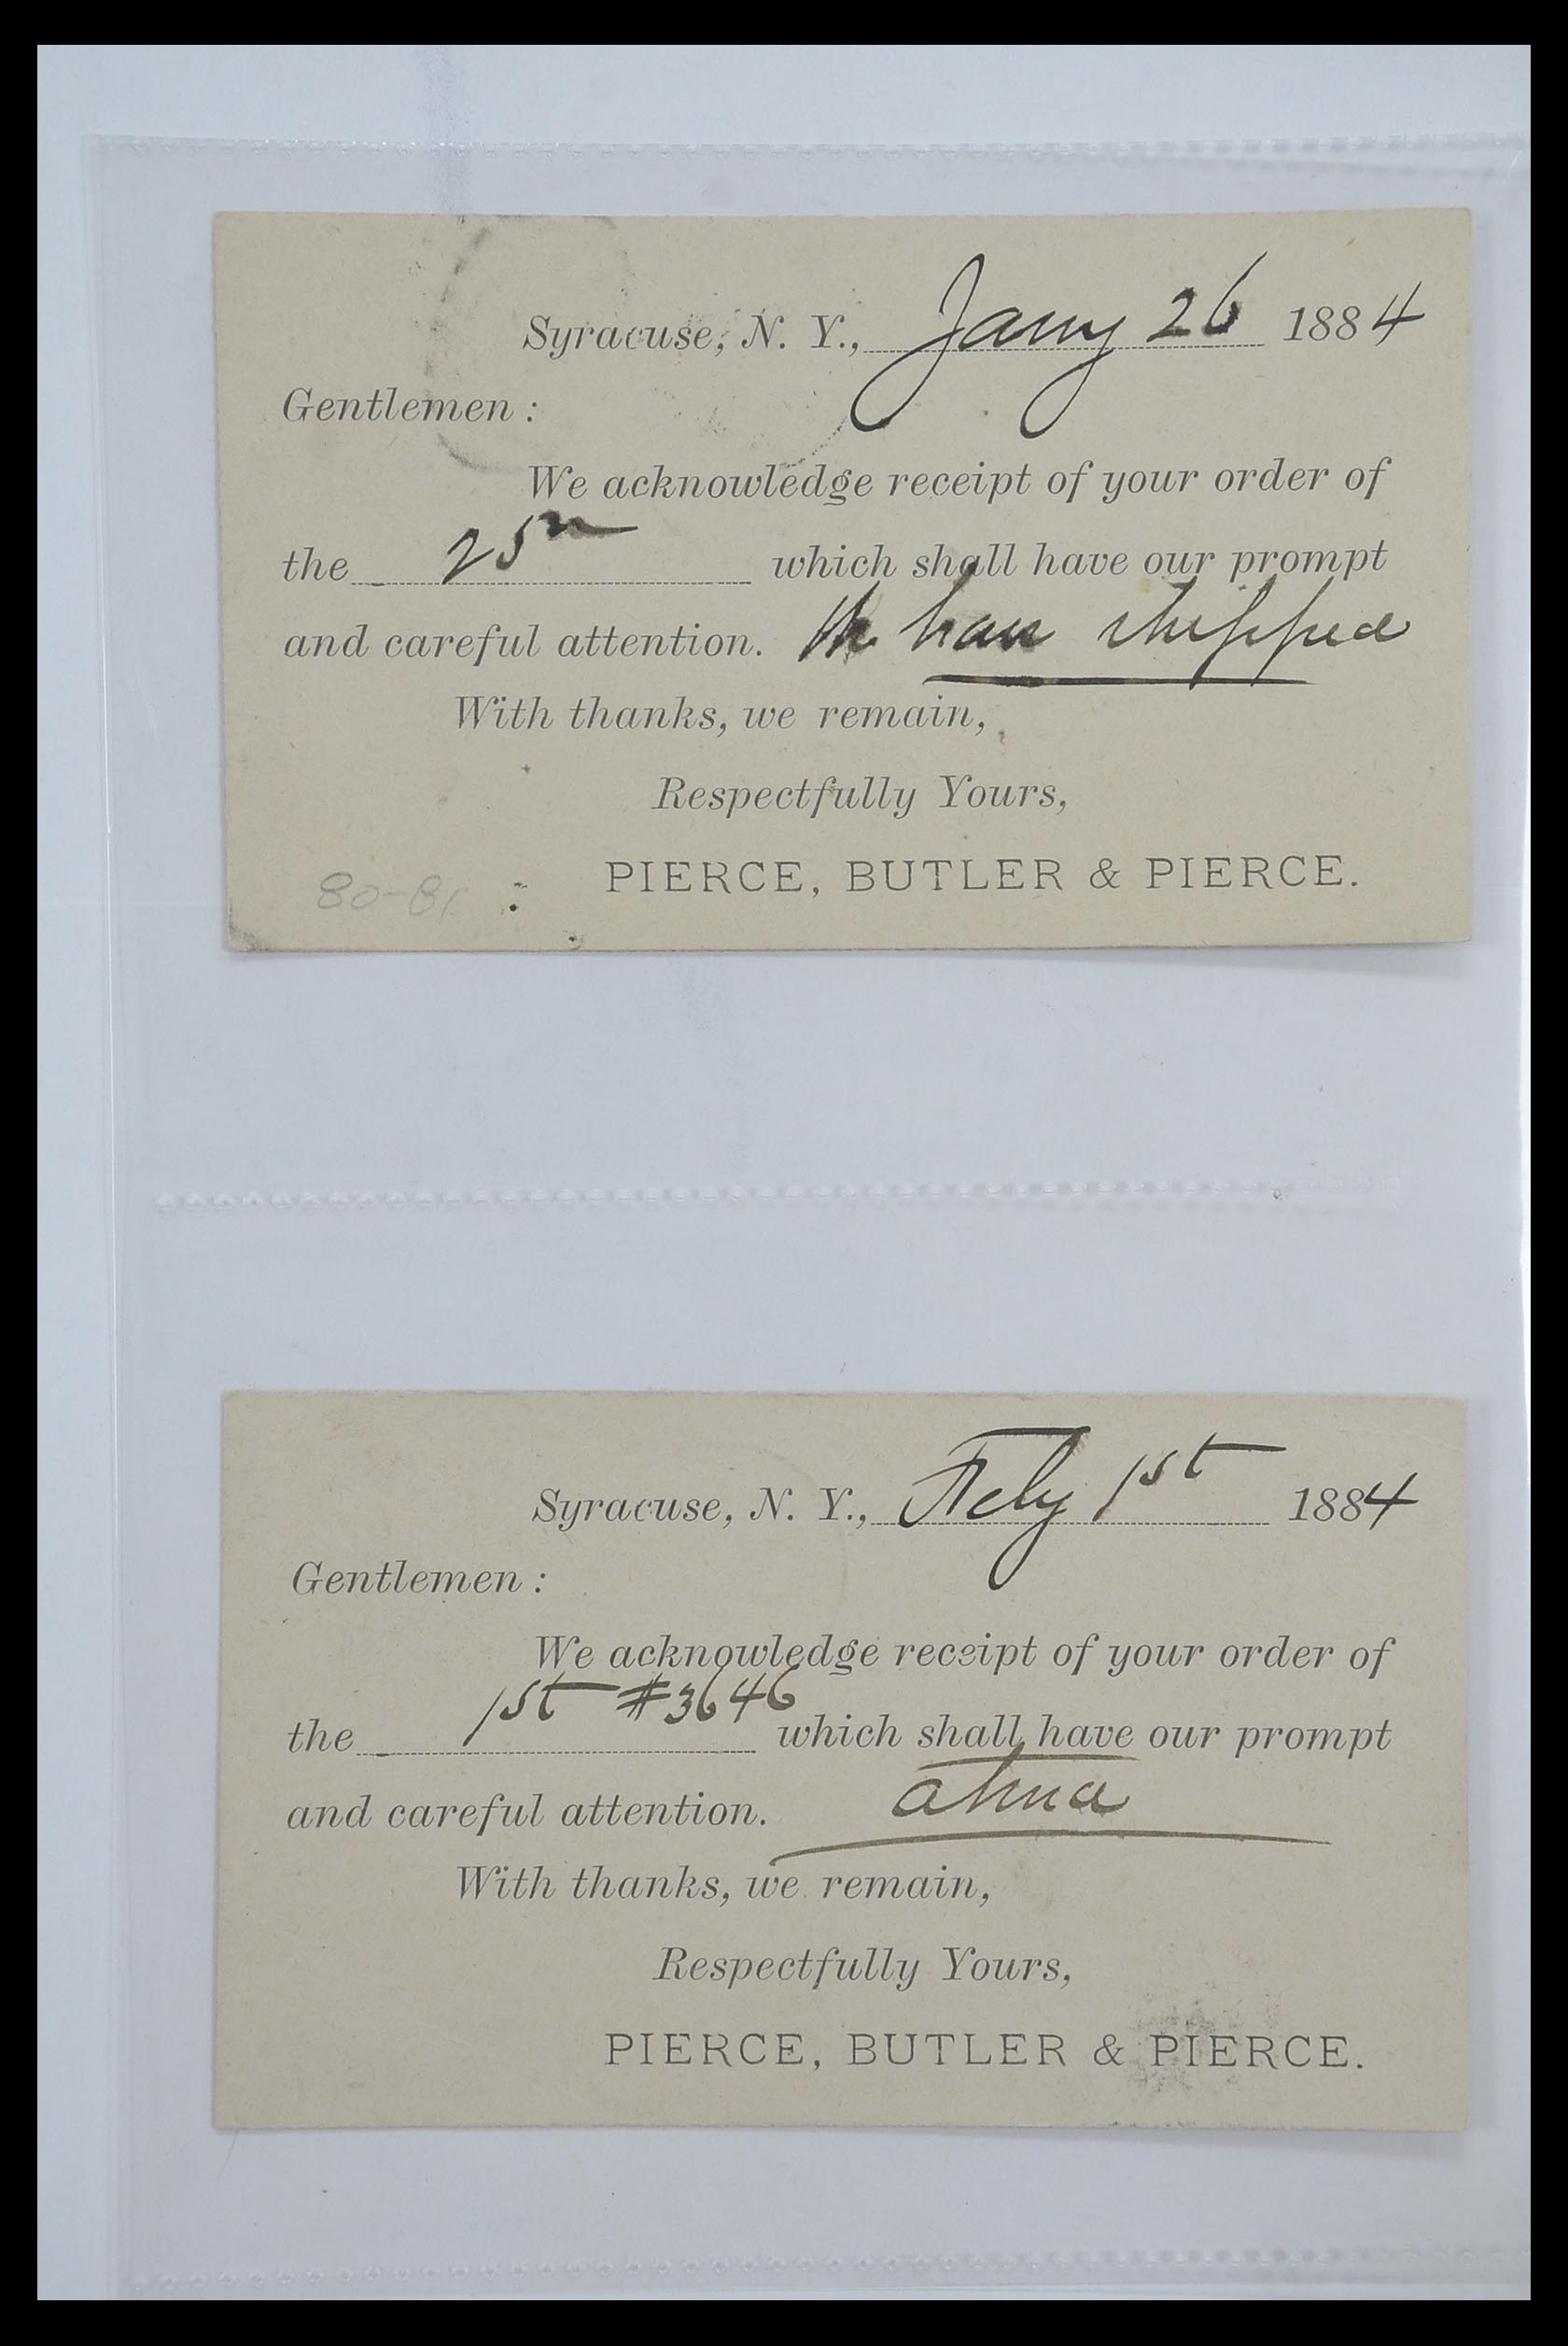 Syracuse, N. Y., Jany 26 1884
Gentlemen :
We acknowledge receipt of your order of
the 25th which shall have our prompt
and careful attention. We have shipped
With thanks, we remain,
Respectfully Yours,
80-81 PIERCE, BUTLER & PIERCE.
Syracuse, N. Y., Feby 1st 1884
Gentlemen :
We acknowledge receipt of your order of
the 1st #3646 which shall have our prompt
and careful attention.
With thanks, we remain,
Respectfully Yours,
PIERCE, BUTLER & PIERCE.